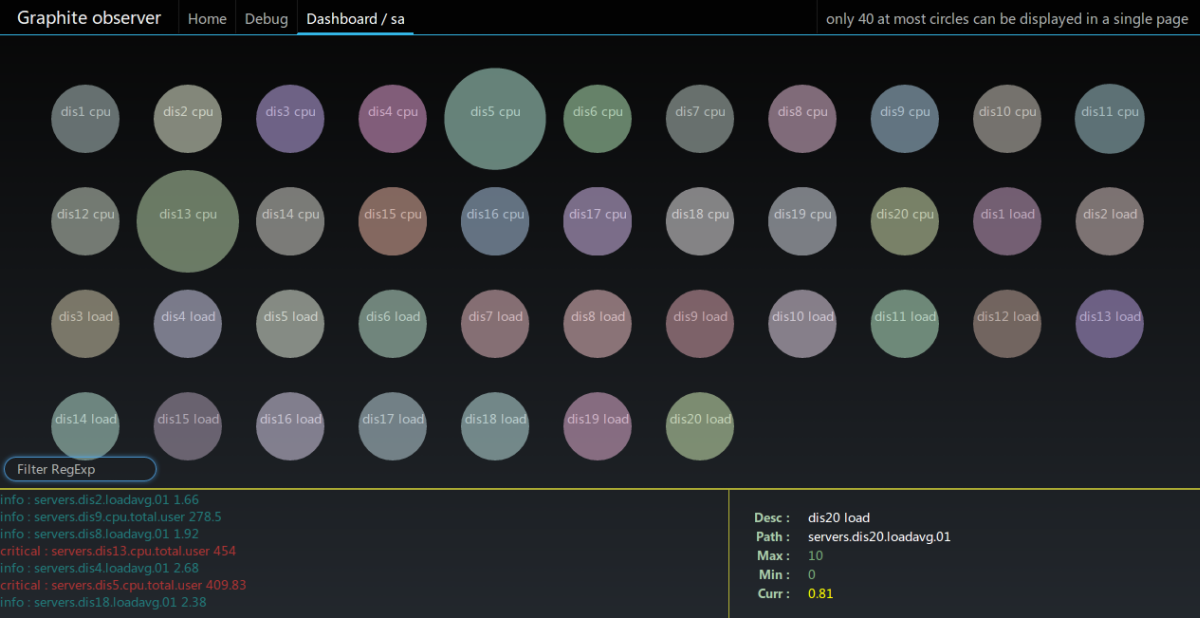 Graphite observer Home Debug Dashboard / sa only 40 at most circles can be displayed in a single page
dis1 cpu dis2 cpu dis3 cpu dis4 cpu dis5 cpu dis6 cpu dis7 cpu dis8 cpu dis9 cpu dis10 cpu dis11 cpu
dis12 cpu dis13 cpu dis14 cpu dis15 cpu dis16 cpu dis17 cpu dis18 cpu dis19 cpu dis20 cpu dis1 load dis2 load
dis3 load dis4 load dis5 load dis6 load dis7 load dis8 load dis9 load dis10 load dis11 load dis12 load dis13 load
dis14 load dis15 load dis16 load dis17 load dis18 load dis19 load dis20 load
Filter RegExp
info : servers.dis2.loadavg.01 1.66
info : servers.dis9.cpu.total.user 278.5
info : servers.dis8.loadavg.01 1.92
critical : servers.dis13.cpu.total.user 454
info : servers.dis4.loadavg.01 2.68
critical : servers.dis5.cpu.total.user 409.83
info : servers.dis18.loadavg.01 2.38
Desc : dis20 load
Path : servers.dis20.loadavg.01
Max : 10
Min : 0
Curr : 0.81